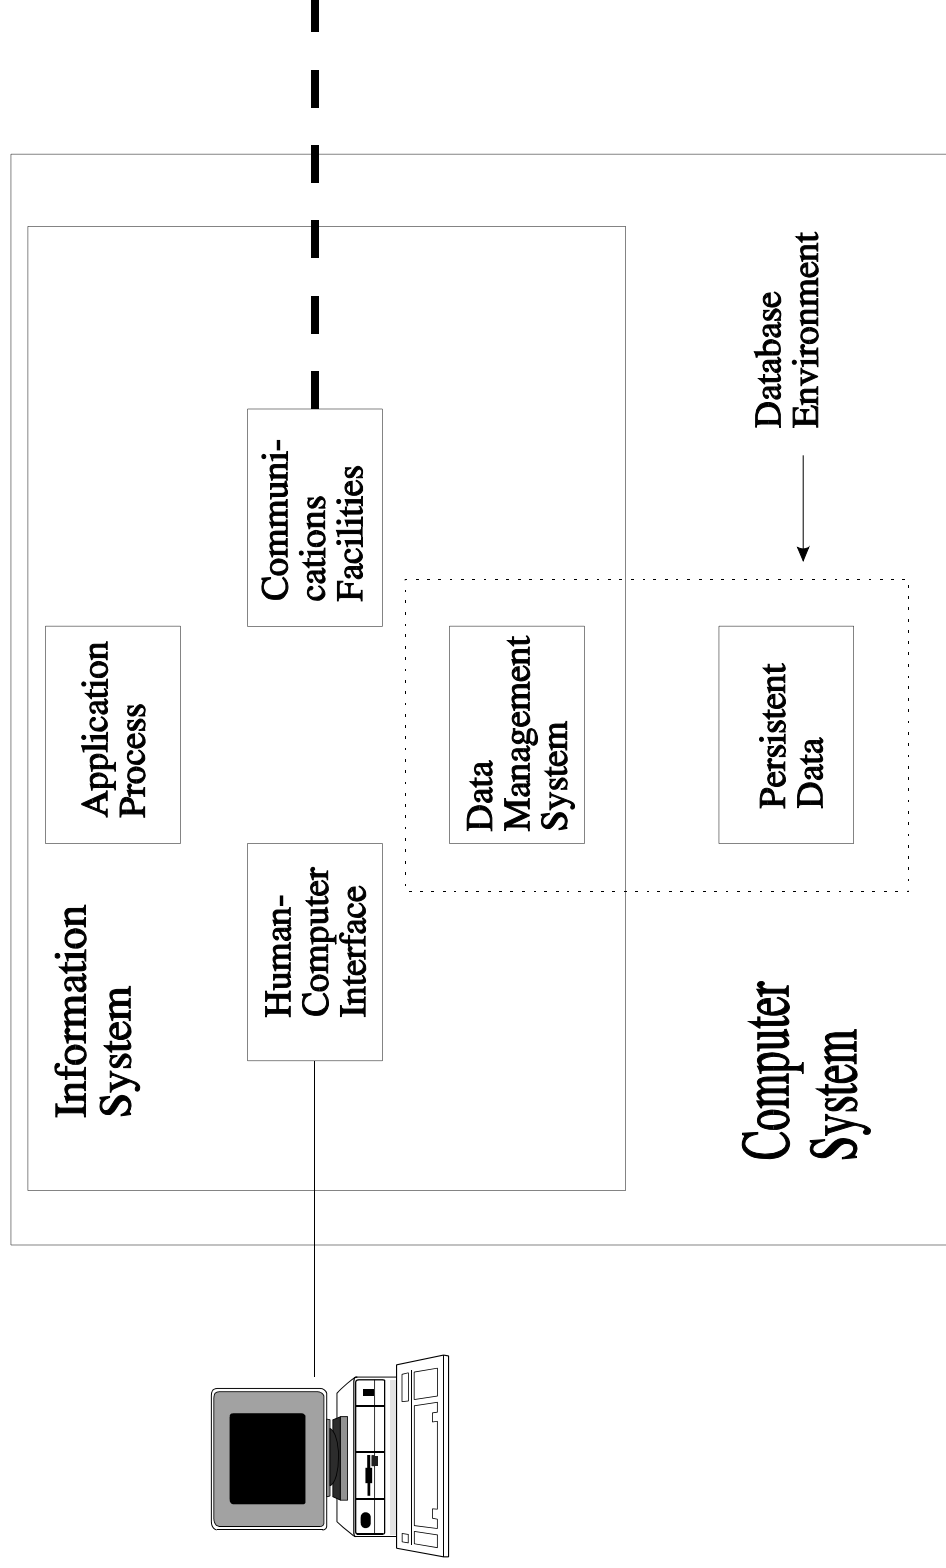 Information
System
Application
Process
Human-
Computer
Interface
Communi-
cations
Facilities
Data
Management
System
Computer
System
Persistent
Data
Database
Environment